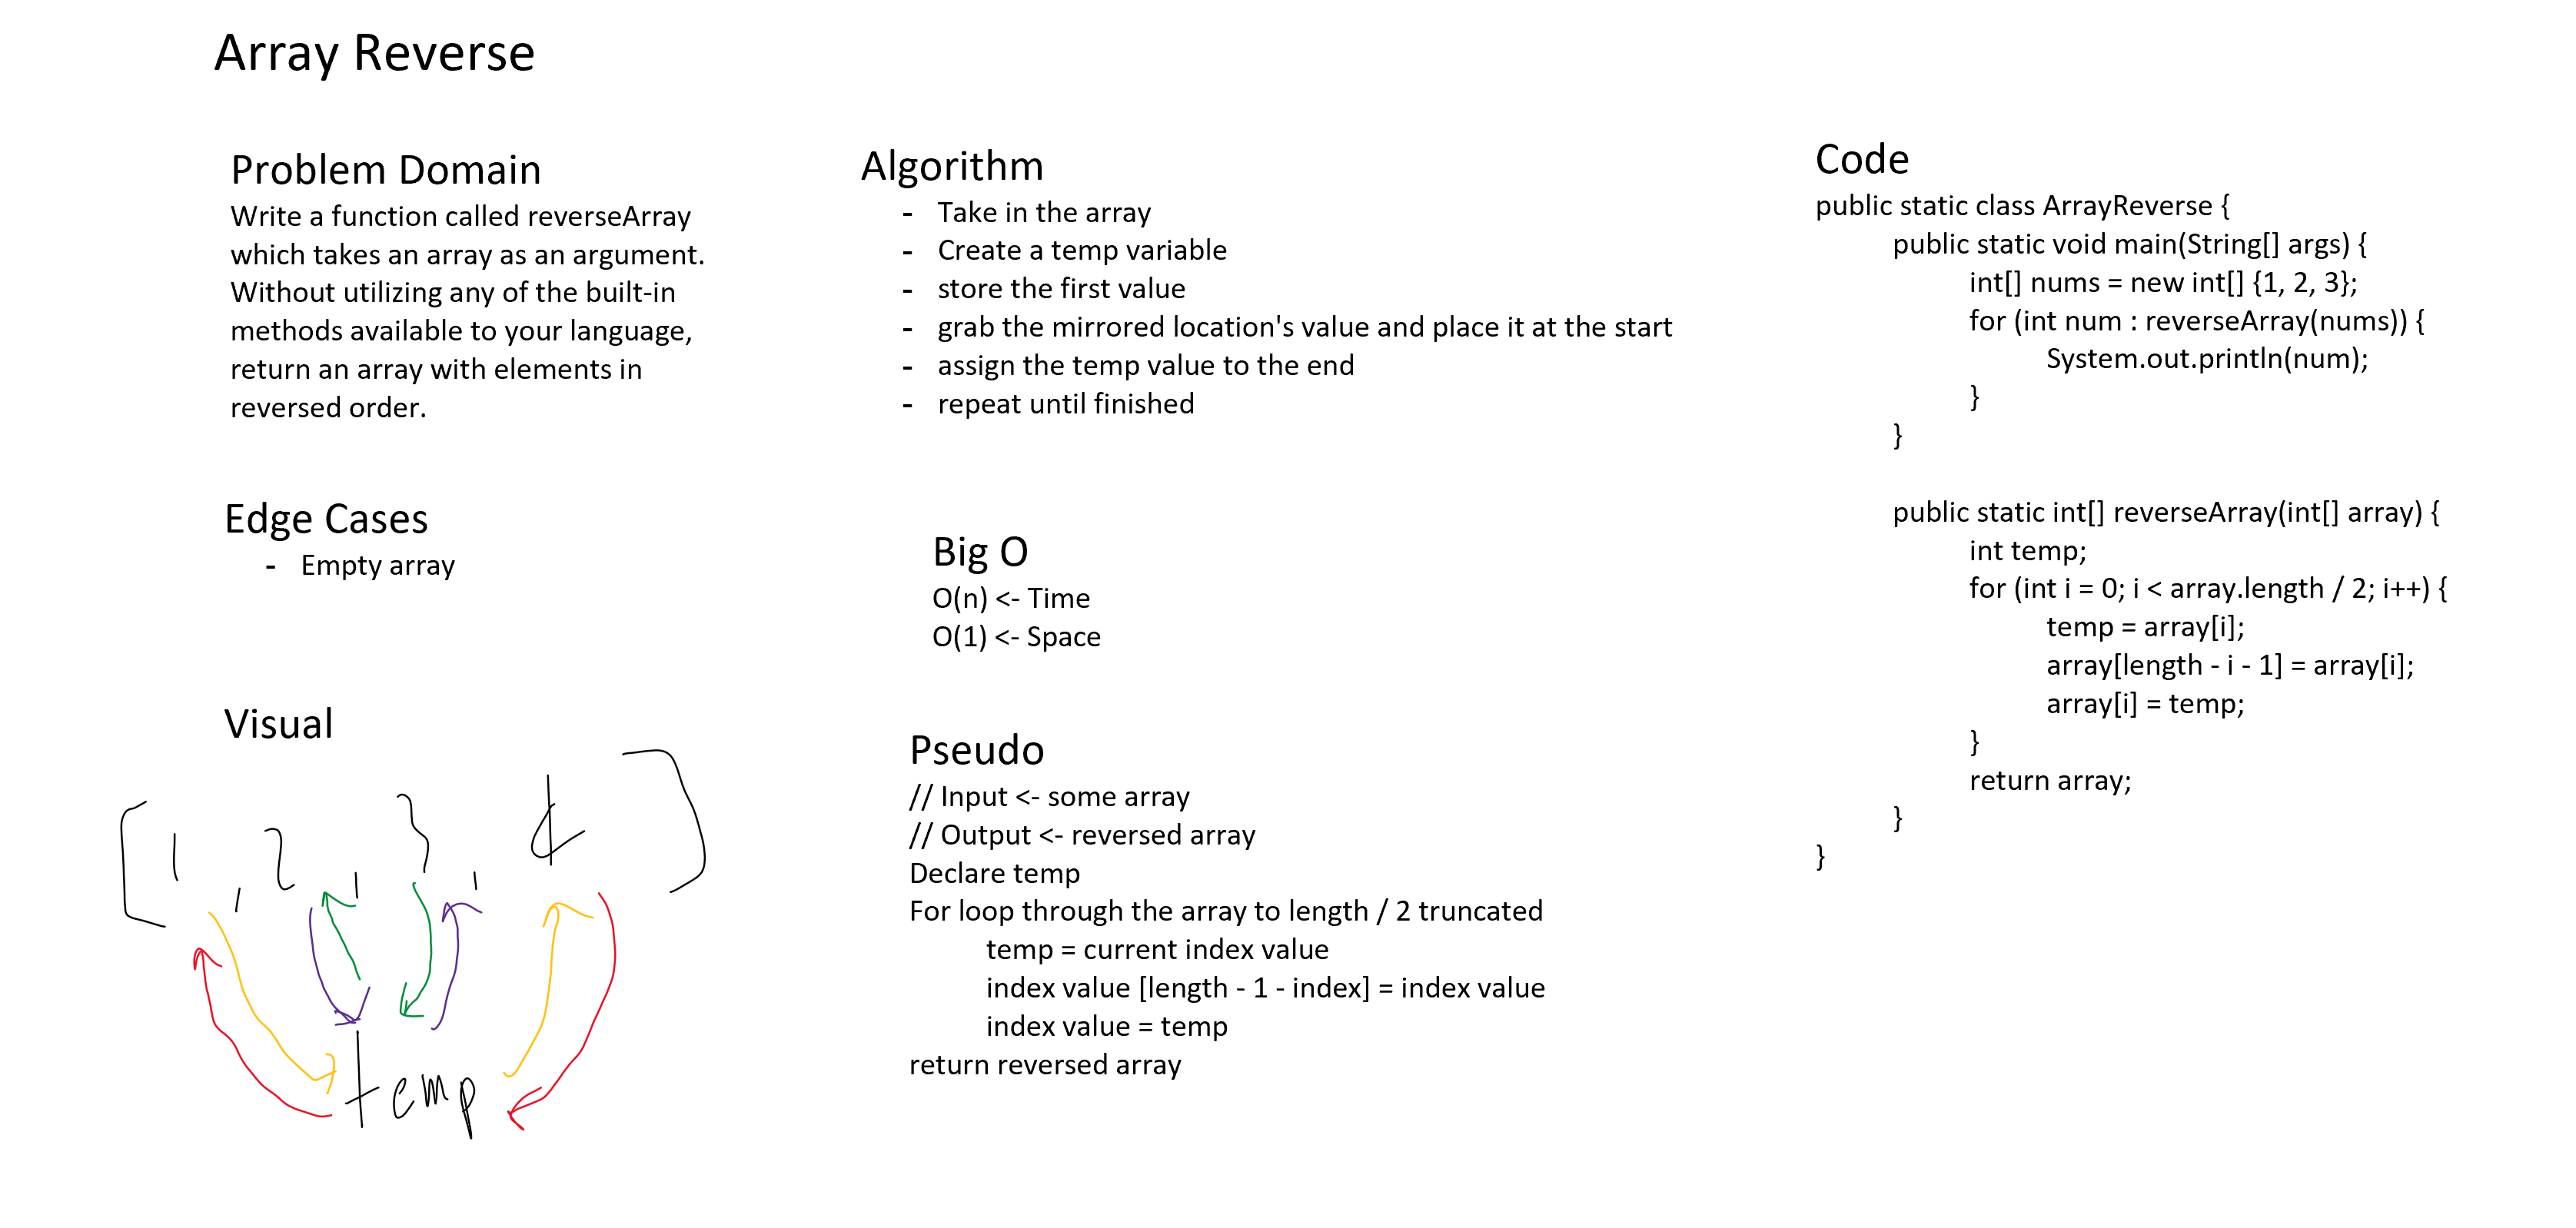 Array Reverse
Problem Domain
Write a function called reverseArray
which takes an array as an argument.
Without utilizing any of the built-in
methods available to your language,
return an array with elements in
reversed order.
Edge Cases
- Empty array
Visual
[1, 2, 3, 4]
temp
Algorithm
- Take in the array
- Create a temp variable
- store the first value
- grab the mirrored location's value and place it at the start
- assign the temp value to the end
- repeat until finished
Big O
O(n) <- Time
O(1) <- Space
Pseudo
// Input <- some array
// Output <- reversed array
Declare temp
For loop through the array to length / 2 truncated
temp = current index value
index value [length - 1 - index] = index value
index value = temp
return reversed array
Code
public static class ArrayReverse {
public static void main(String[] args) {
int[] nums = new int[] {1, 2, 3};
for (int num : reverseArray(nums)) {
System.out.println(num);
}
}
public static int[] reverseArray(int[] array) {
int temp;
for (int i = 0; i < array.length / 2; i++) {
temp = array[i];
array[length - i - 1] = array[i];
array[i] = temp;
}
return array;
}
}